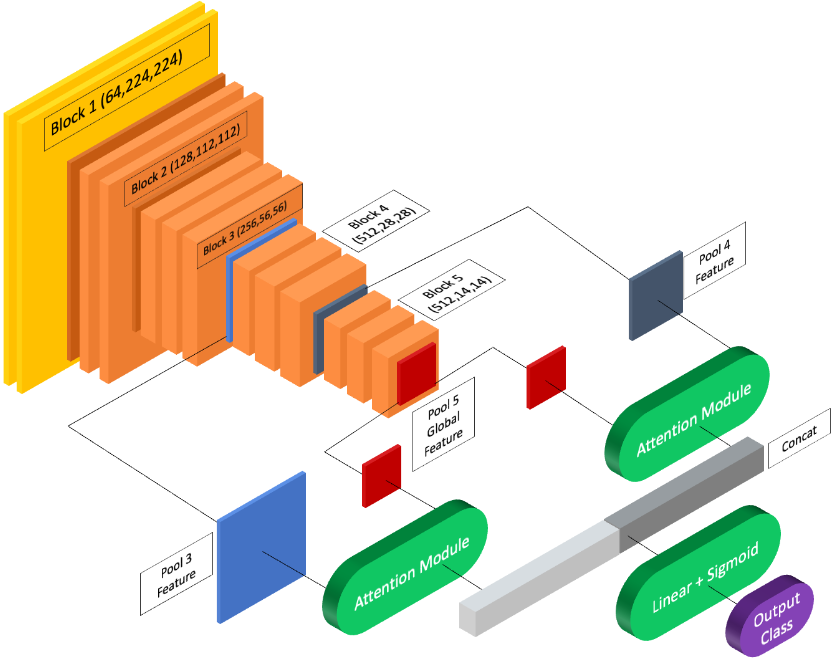 Block 1 (64,224,224)
Block 2 (128,112,112)
Block 3 (256,56,56)
Block 4
(512,28,28)
Block 5
(512,14,14)
Pool 4
Feature
Pool 5
Global
Feature
Attention Module
Concat
Pool 3
Feature
Attention Module
Linear + Sigmoid
Output
Class